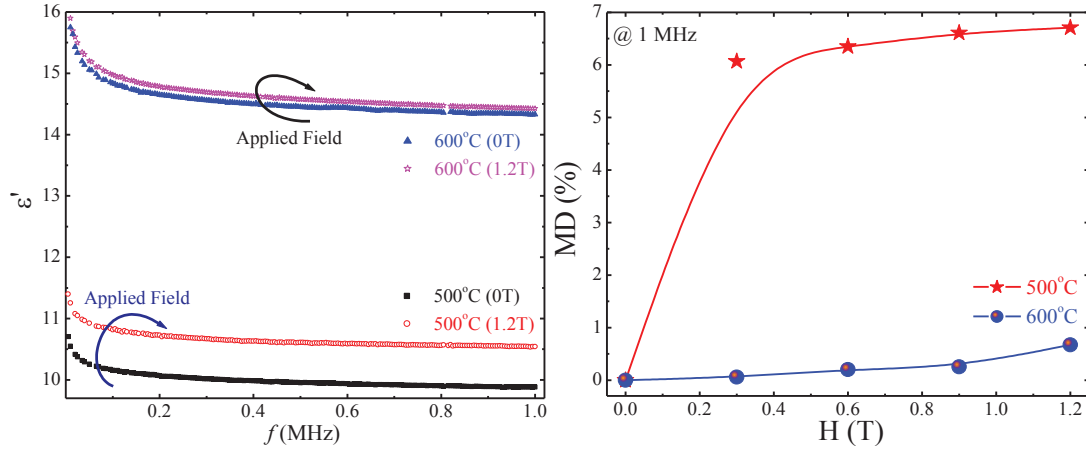 17
16
15
14
13
12
11
10
ε'
Applied Field
600°C (0T)
600°C (1.2T)
Applied Field
500°C (0T)
500°C (1.2T)
0.2 0.4 0.6 0.8 1.0
f (MHz)
7
6
5
4
3
2
1
0
MD (%)
@ 1 MHz
500°C
600°C
0.0 0.2 0.4 0.6 0.8 1.0 1.2
H (T)